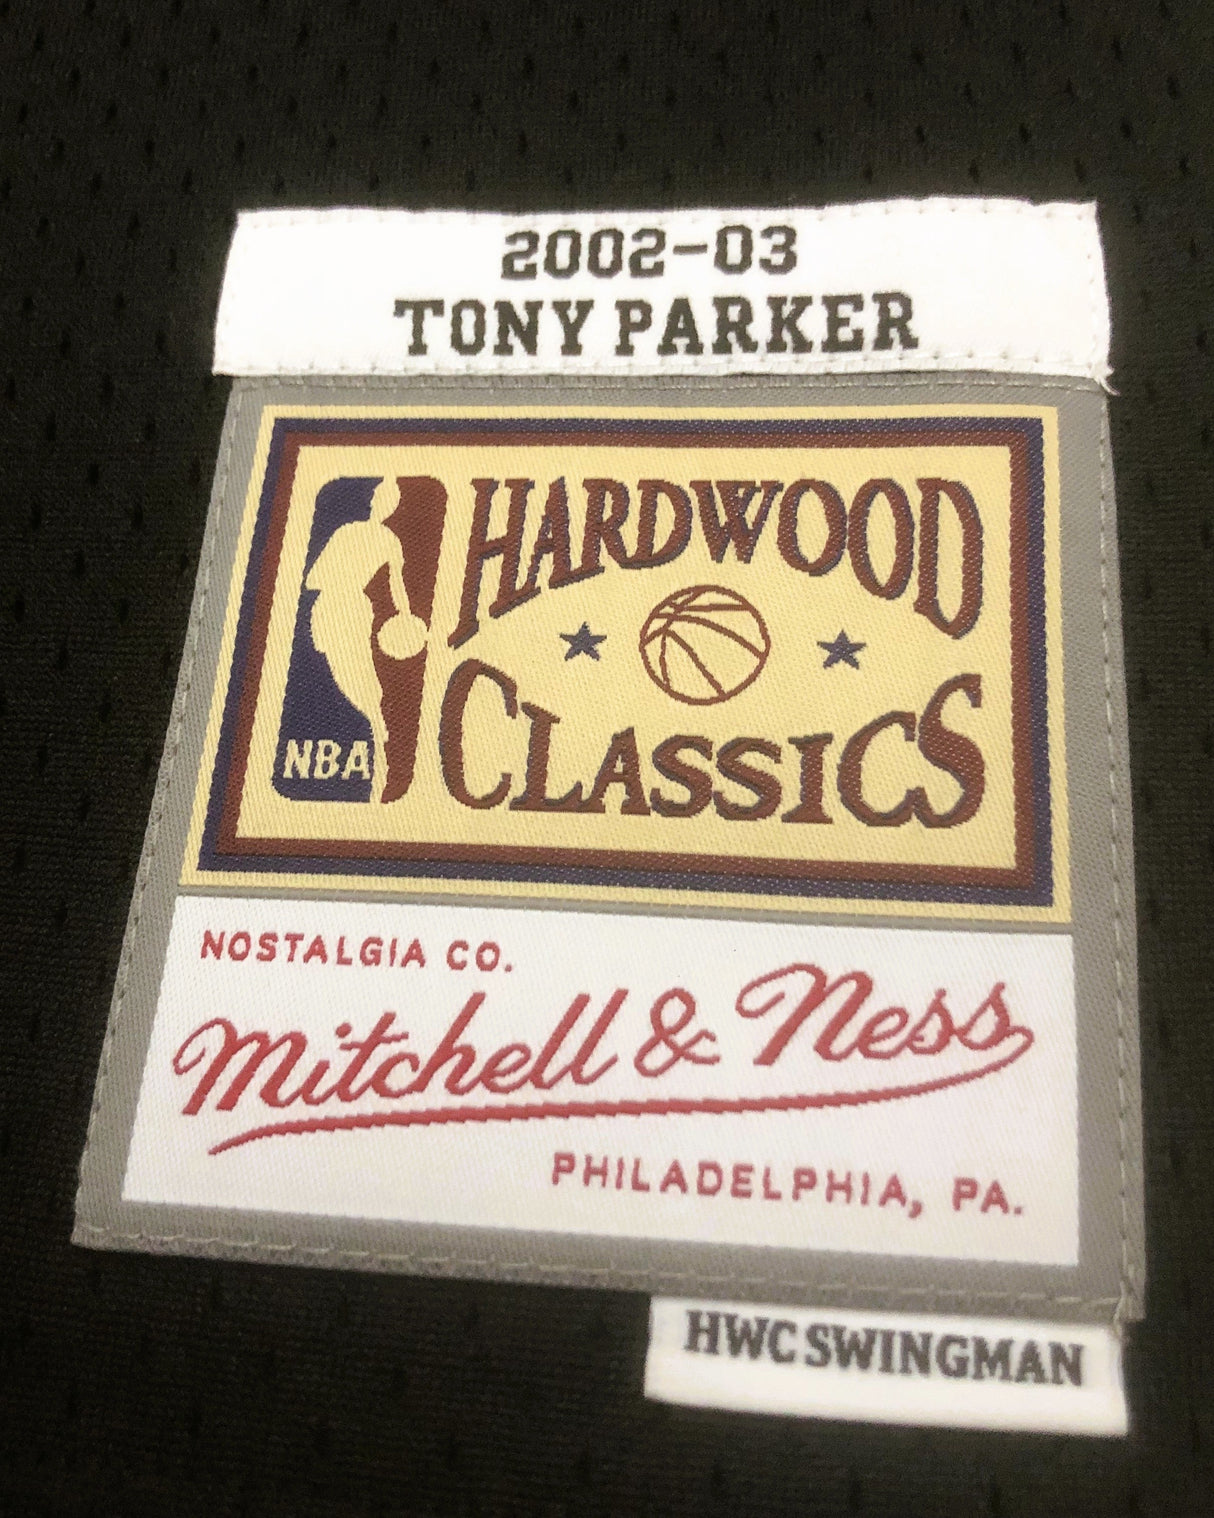 2002-03
TONY PARKER
HARDWOOD
CLASSICS
NBA
NOSTALGIA CO.
Mitchell & Ness
PHILADELPHIA, PA.
HWC SWINGMAN